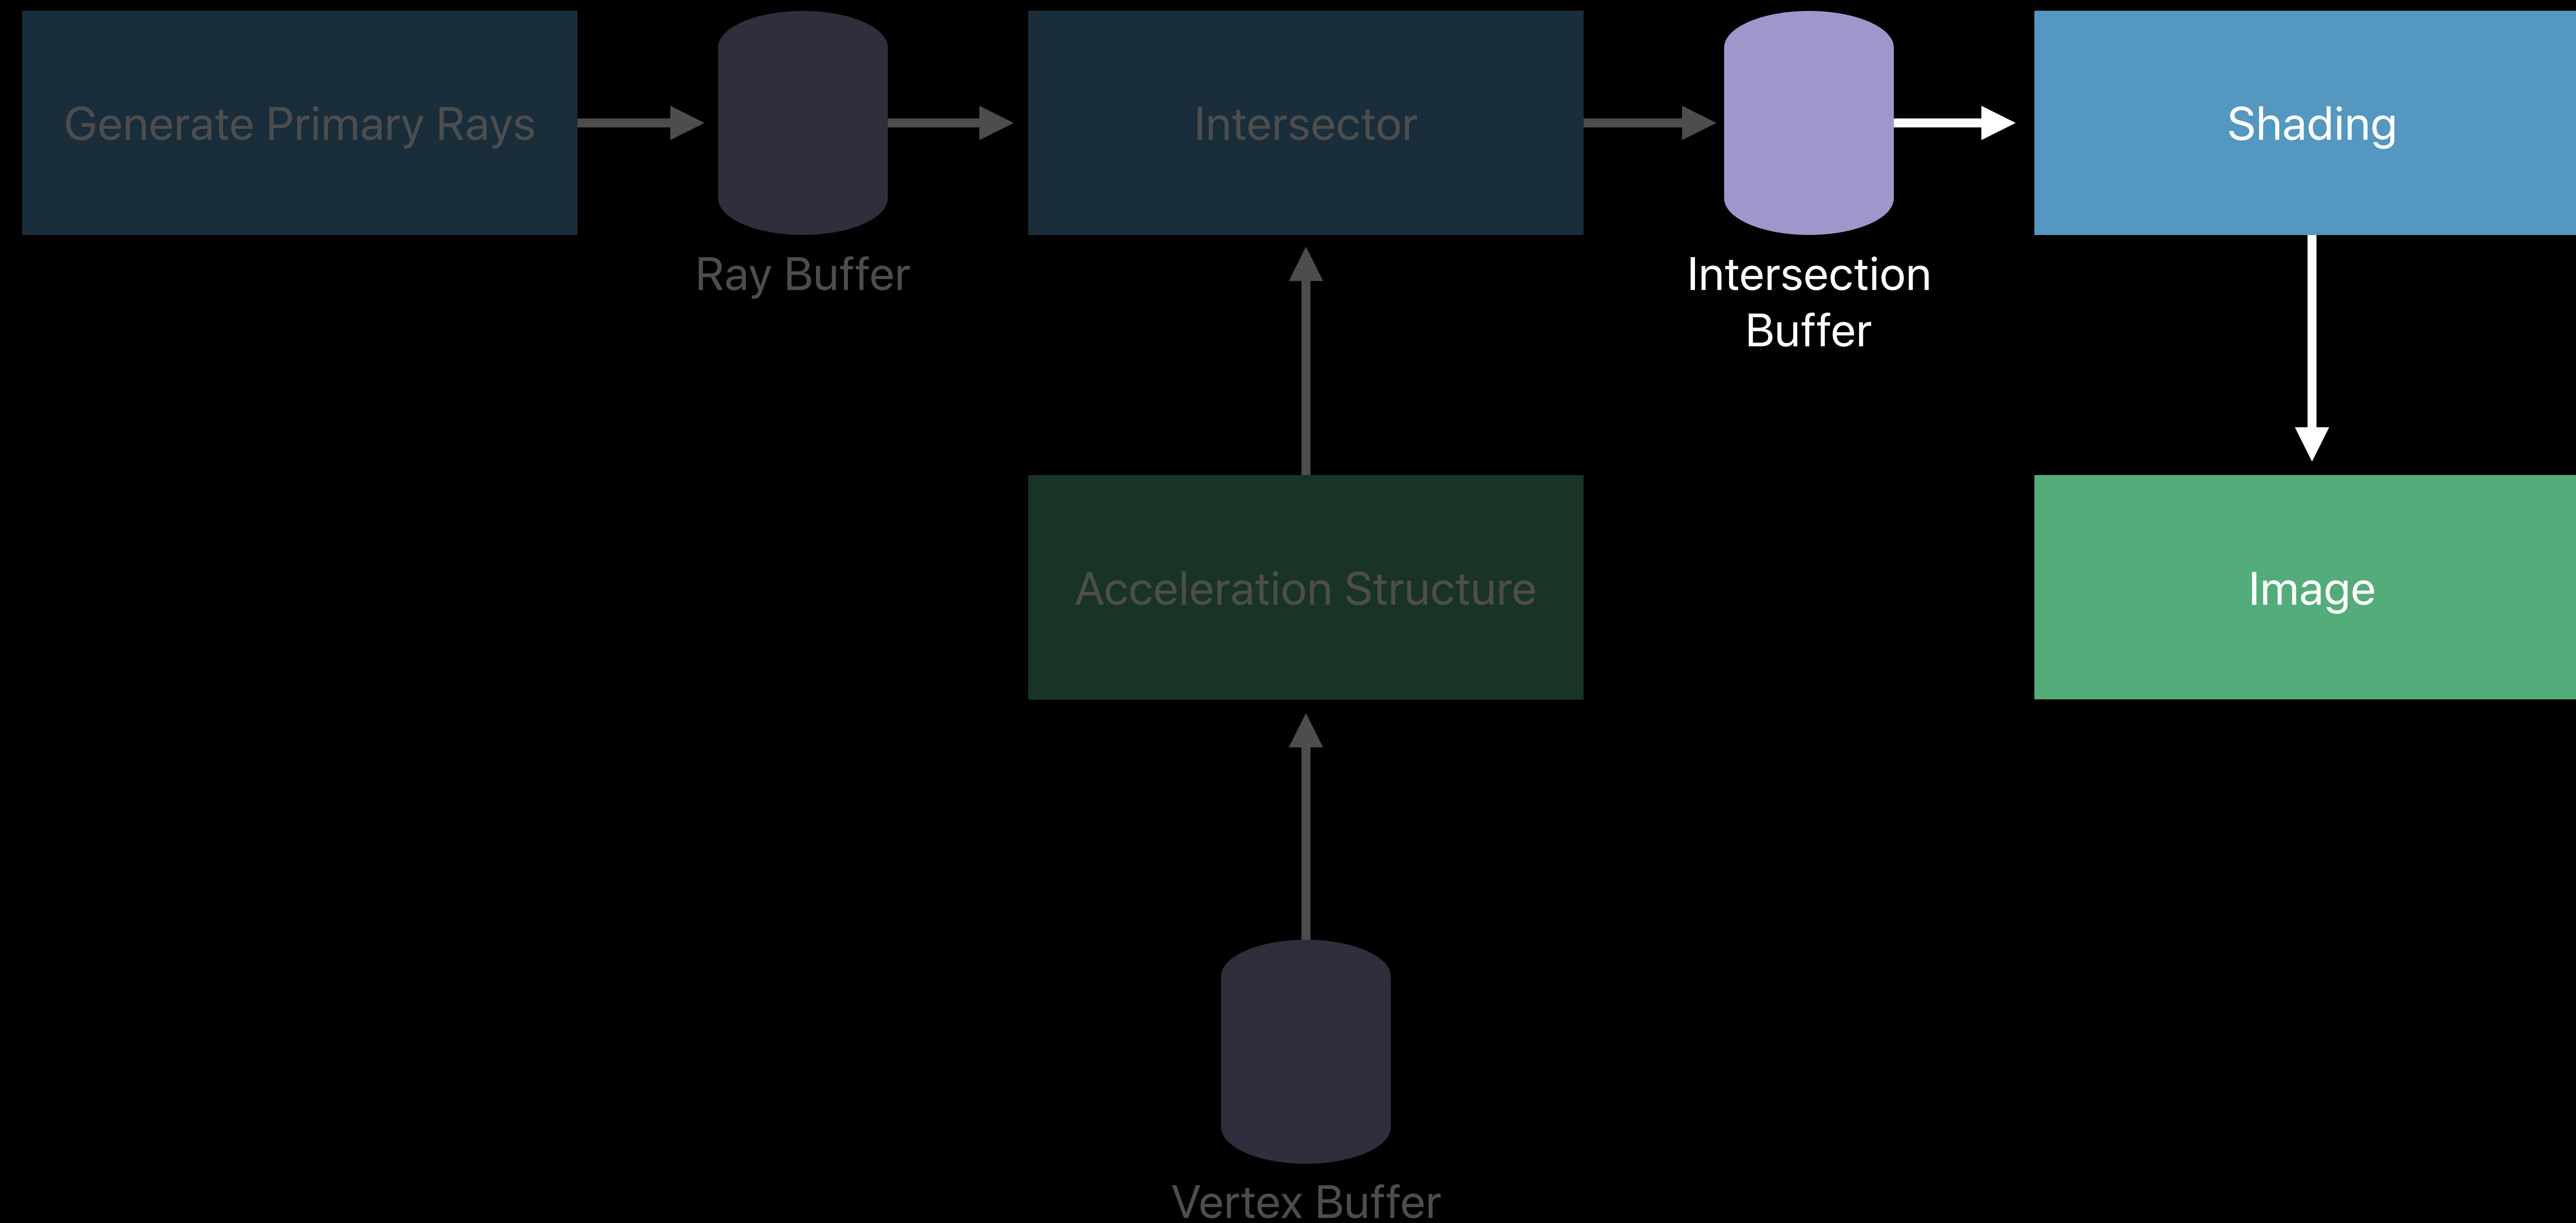 Generate Primary Rays
Intersector
Shading
Ray Buffer
Intersection
Buffer
Acceleration Structure
Image
Vertex Buffer